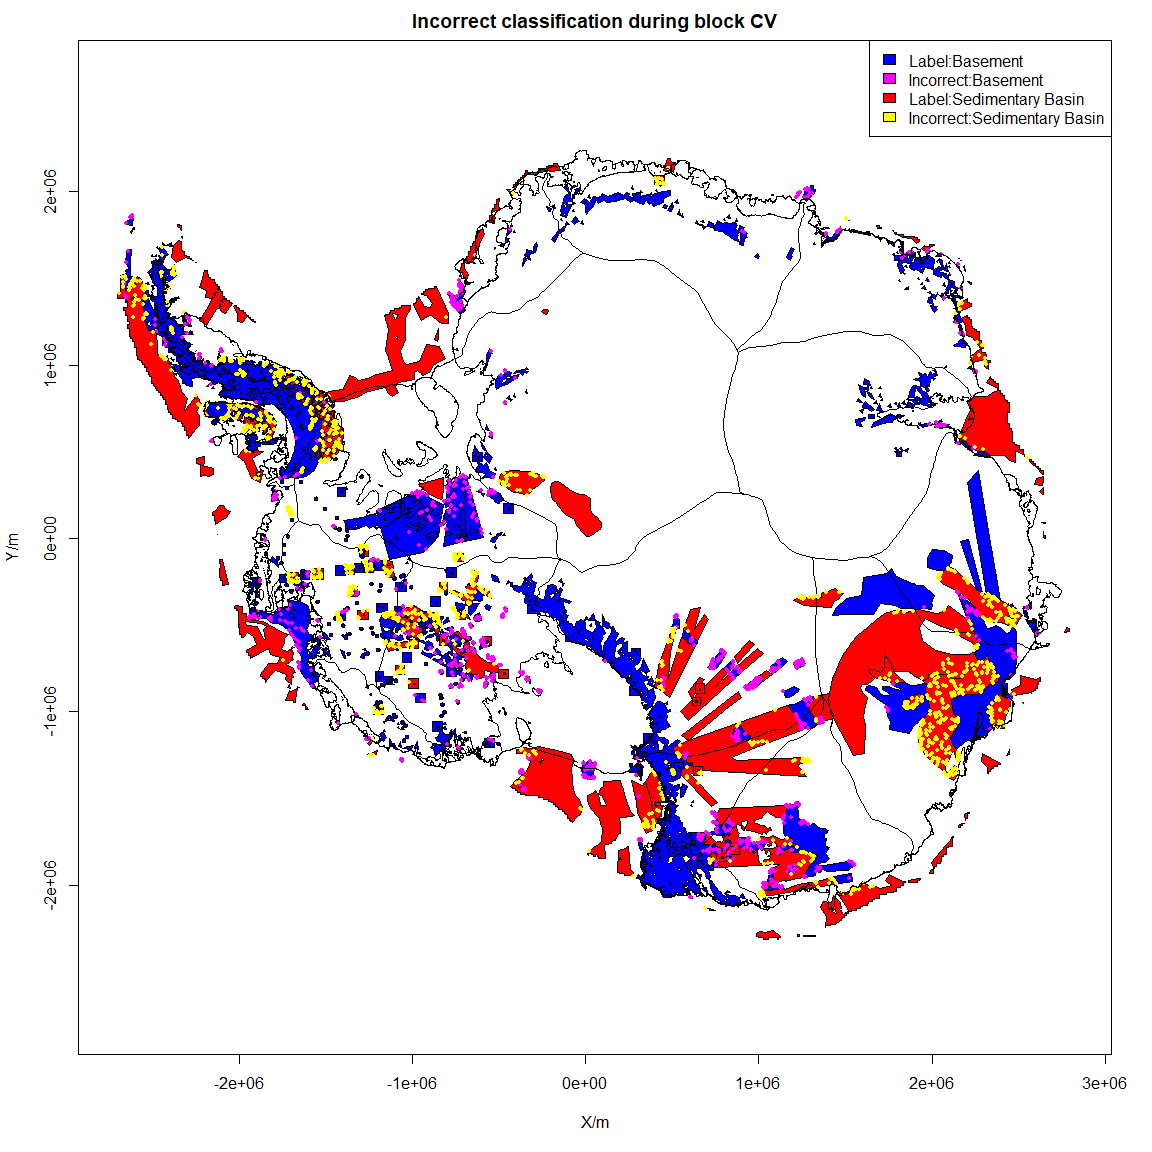 Incorrect classification during block CV
Label:Basement
Incorrect:Basement
Label:Sedimentary Basin
Incorrect:Sedimentary Basin
2e+06
1e+06
0e+00
-1e+06
-2e+06
Y/m
-2e+06 -1e+06 0e+00 1e+06 2e+06 3e+06
X/m